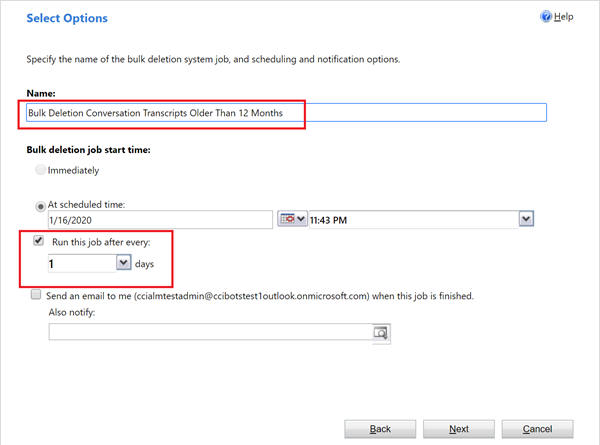 Select Options
Help
Specify the name of the bulk deletion system job, and scheduling and notification options.
Name:
Bulk Deletion Conversation Transcripts Older Than 12 Months
Bulk deletion job start time:
Immediately
At scheduled time:
1/16/2020 11:43 PM
Run this job after every:
1 days
Send an email to me (ccialmtestadmin@ccibotstest1outlook.onmicrosoft.com) when this job is finished.
Also notify:
Back Next Cancel